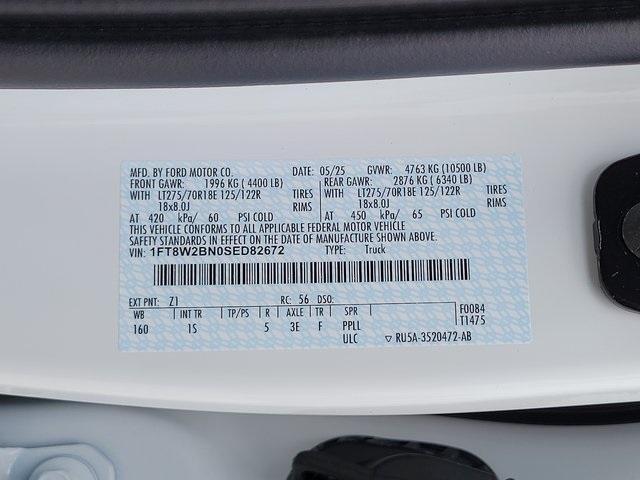 MFD. BY FORD MOTOR CO. DATE: 05/25 GVWR: 4763 KG (10500 LB)
FRONT GAWR: 1996 KG (4400 LB) REAR GAWR: 2876 KG (6340 LB)
WITH LT275/70R18E 125/122R TIRES WITH LT275/70R18E 125/122R TIRES
18x8.0J RIMS 18x8.0J RIMS
AT 420 kPa/ 60 PSI COLD AT 450 kPa/ 65 PSI COLD
THIS VEHICLE CONFORMS TO ALL APPLICABLE FEDERAL MOTOR VEHICLE
SAFETY STANDARDS IN EFFECT ON THE DATE OF MANUFACTURE SHOWN ABOVE.
VIN: 1FT8W2BN0SED82672 TYPE: Truck
EXT PNT: Z1 RC: 56 DSO:
WB INT TR TP/PS R AXLE TR SPR F00B4
160 1S 5 3E F PPLL T1475
ULC ▽ RU5A-3520472-AB